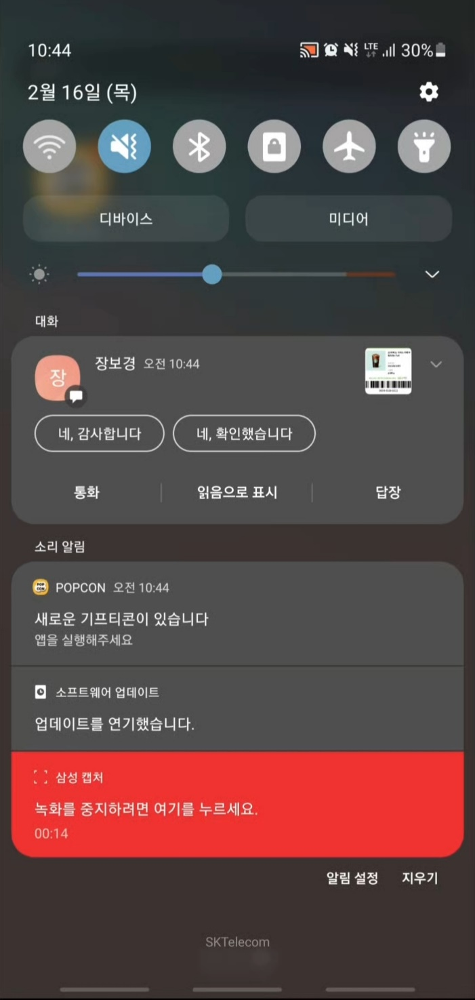 10:44
LTE 30%
2월 16일 (목)
디바이스 미디어
대화
장
장보경 오전 10:44
네, 감사합니다 네, 확인했습니다
통화 읽음으로 표시 답장
소리 알림
POP CON POPCON 오전 10:44
새로운 기프티콘이 있습니다
앱을 실행해주세요
소프트웨어 업데이트
업데이트를 연기했습니다.
삼성 캡처
녹화를 중지하려면 여기를 누르세요.
00:14
알림 설정 지우기
SKTelecom